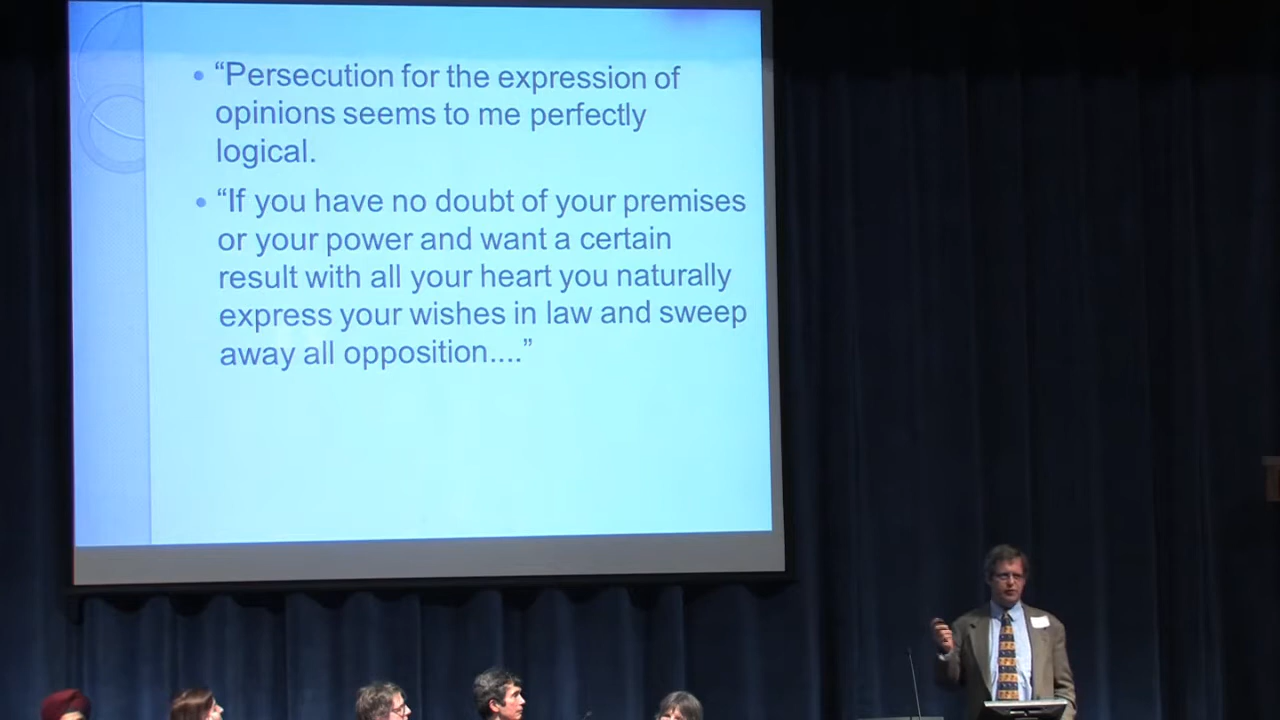 • “Persecution for the expression of
opinions seems to me perfectly
logical.
• “If you have no doubt of your premises
or your power and want a certain
result with all your heart you naturally
express your wishes in law and sweep
away all opposition....”